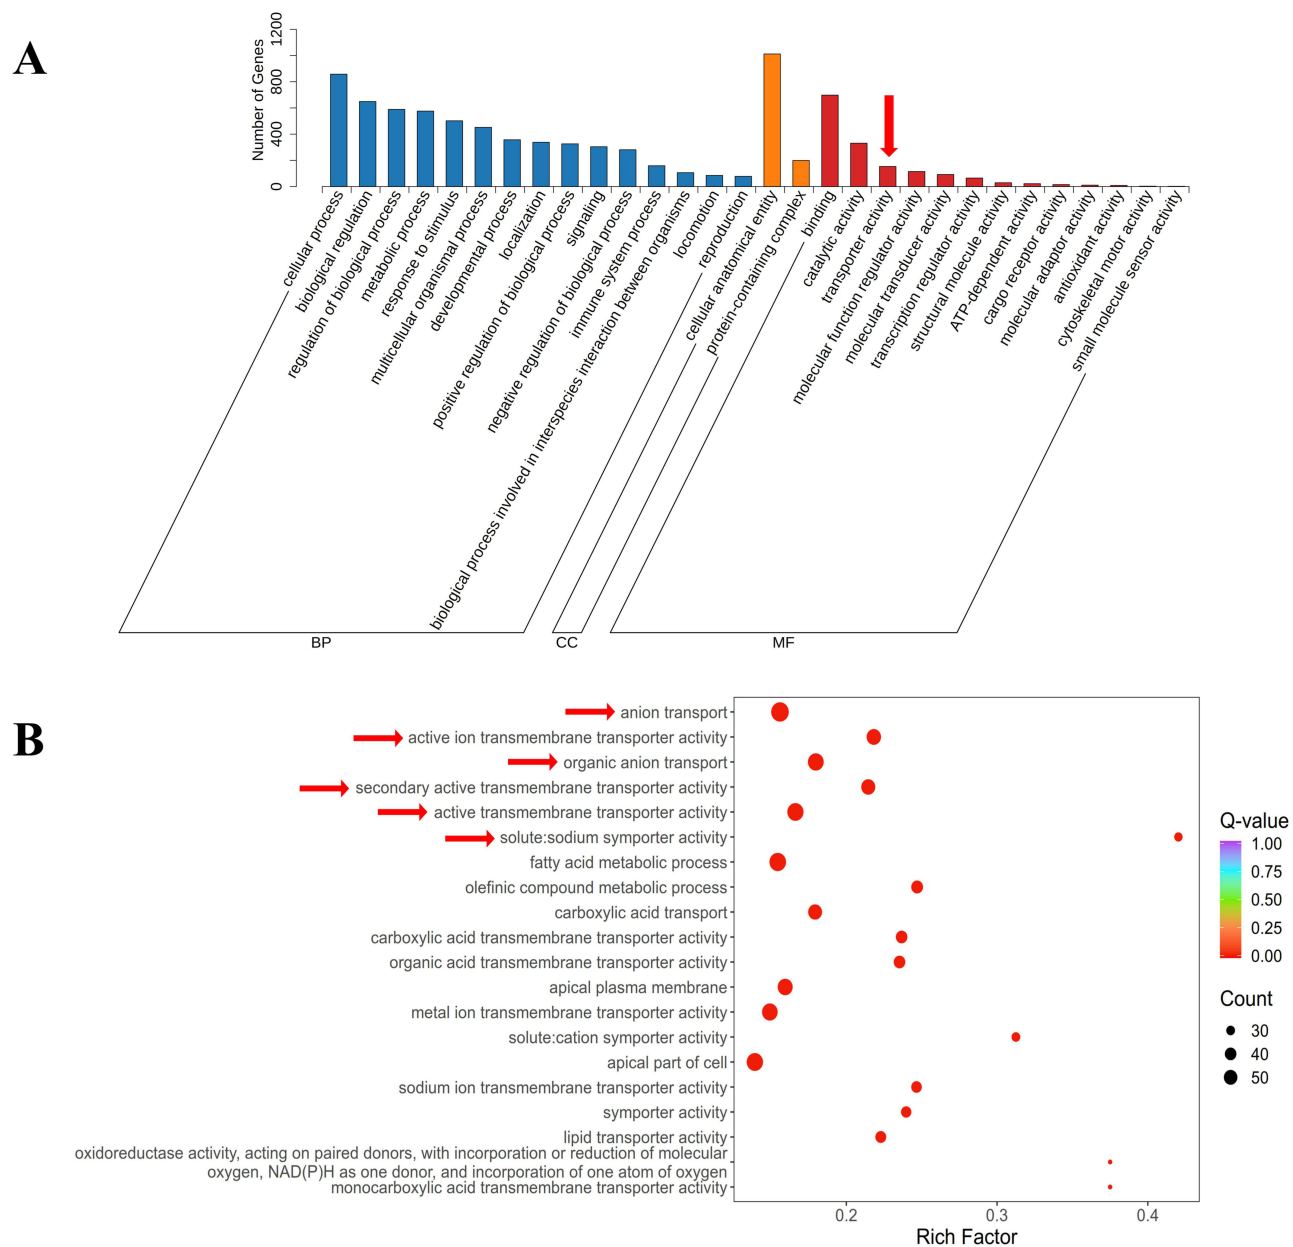 A
Number of Genes
1200
800
400
0
cellular process
biological regulation
regulation of biological process
metabolic process
response to stimulus
multicellular organismal process
developmental process
localization
positive regulation of biological process
signaling
negative regulation of biological process
immune system process
biological process involved in interspecies interaction between organisms
locomotion
reproduction
cellular anatomical entity
protein-containing complex
binding
catalytic activity
transporter activity
molecular function regulator activity
molecular transducer activity
transcription regulator activity
structural molecule activity
ATP-dependent activity
cargo receptor activity
molecular adaptor activity
antioxidant activity
cytoskeletal motor activity
small molecule sensor activity
BP
CC
MF
B
anion transport
active ion transmembrane transporter activity
organic anion transport
secondary active transmembrane transporter activity
active transmembrane transporter activity
solute:sodium symporter activity
fatty acid metabolic process
olefinic compound metabolic process
carboxylic acid transport
carboxylic acid transmembrane transporter activity
organic acid transmembrane transporter activity
apical plasma membrane
metal ion transmembrane transporter activity
solute:cation symporter activity
apical part of cell
sodium ion transmembrane transporter activity
symporter activity
lipid transporter activity
oxidoreductase activity, acting on paired donors, with incorporation or reduction of molecular
oxygen, NAD(P)H as one donor, and incorporation of one atom of oxygen
monocarboxylic acid transmembrane transporter activity
0.2
0.3
0.4
Rich Factor
Q-value
1.00
0.75
0.50
0.25
0.00
Count
30
40
50